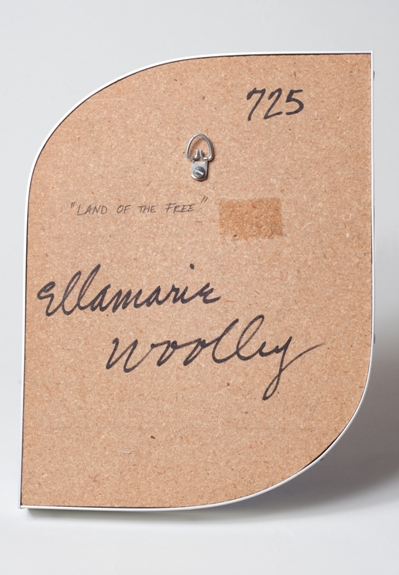 725
"LAND OF THE FREE"
Ellamarie
Woolley